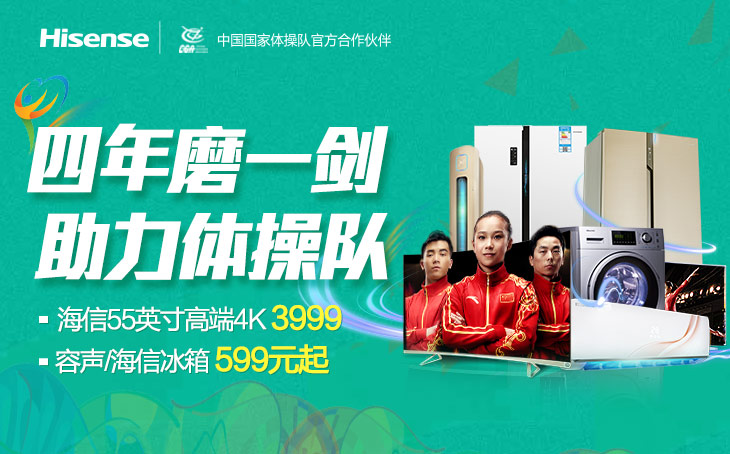 Hisense
CGA
中国国家体操队官方合作伙伴
四年磨一剑
助力体操队
海信55英寸高端4K 3999
容声/海信冰箱 599元起